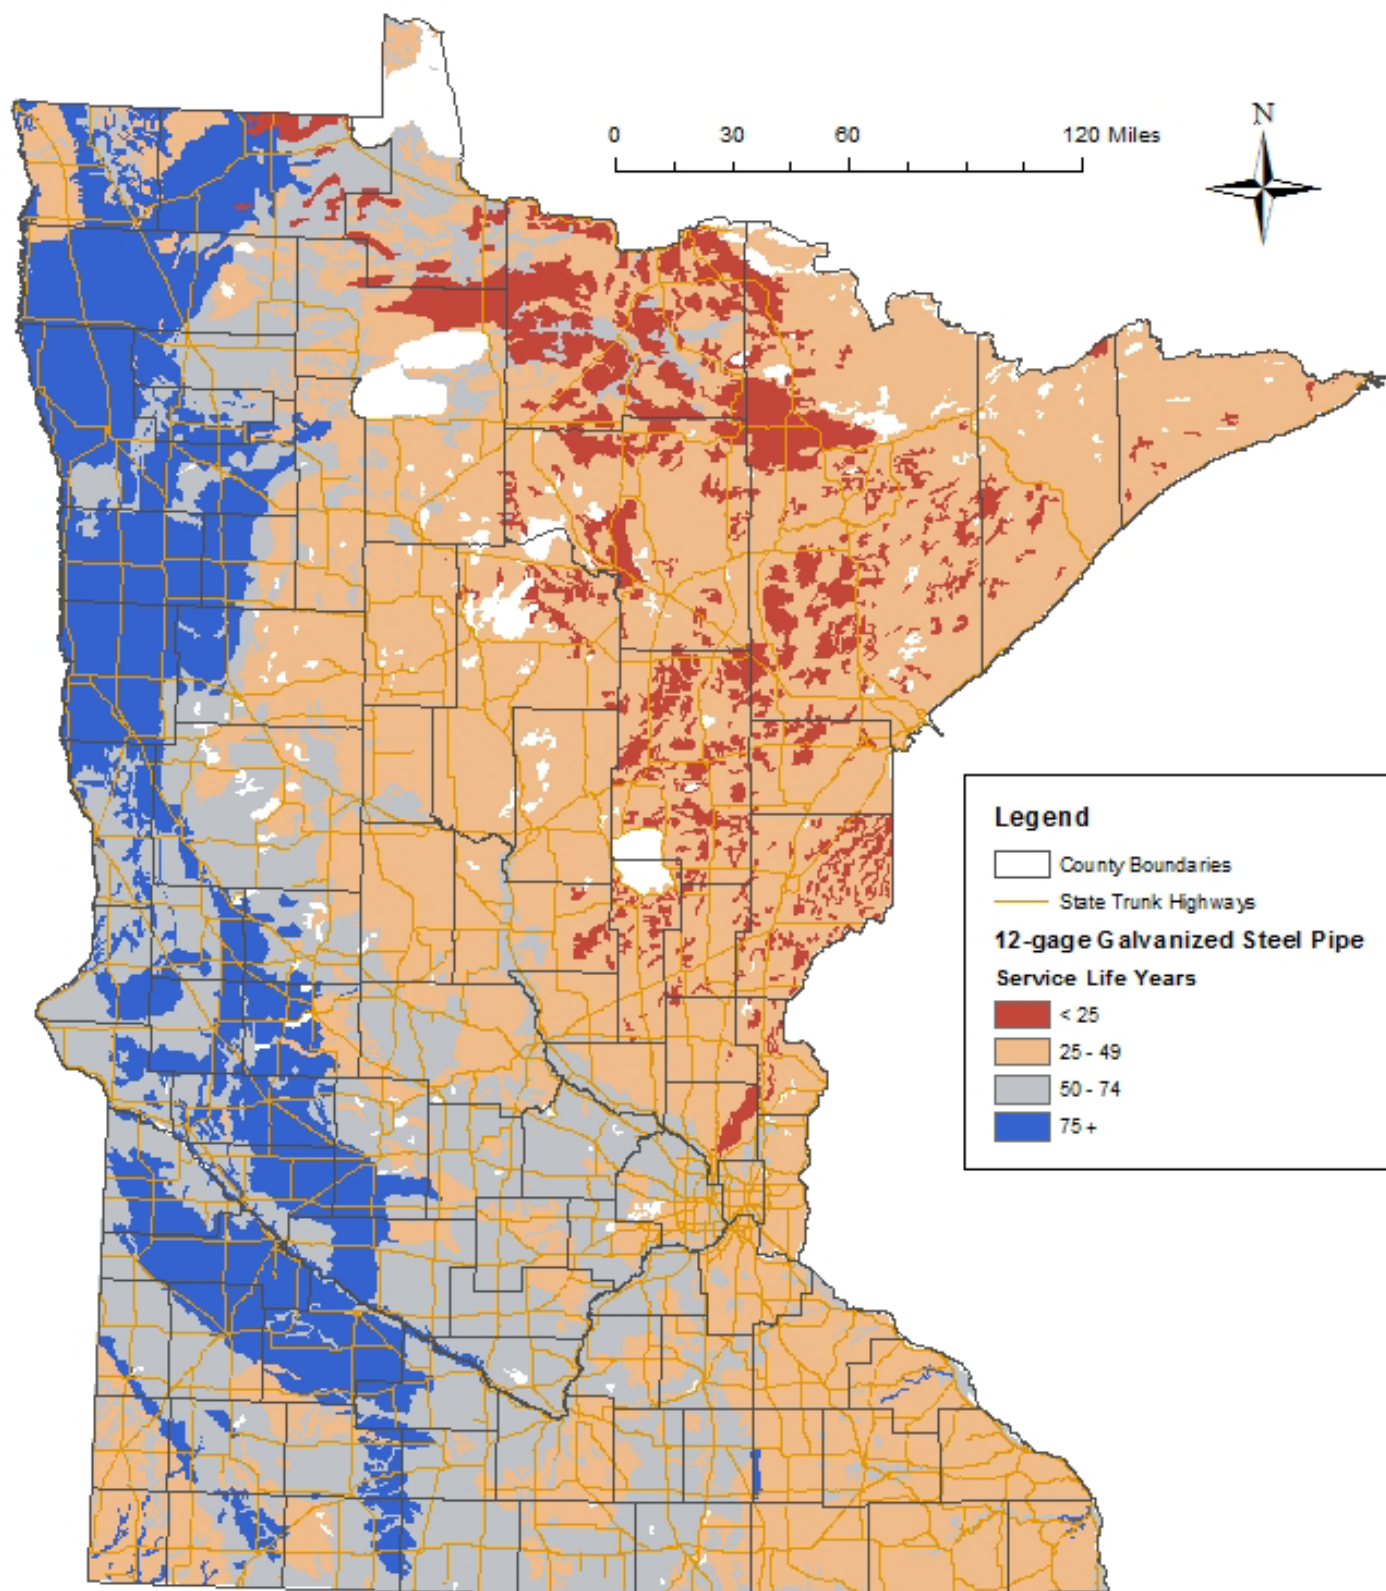 N
0 30 60 120 Miles
Legend
County Boundaries
State Trunk Highways
12-gage Galvanized Steel Pipe
Service Life Years
< 25
25 - 49
50 - 74
75 +